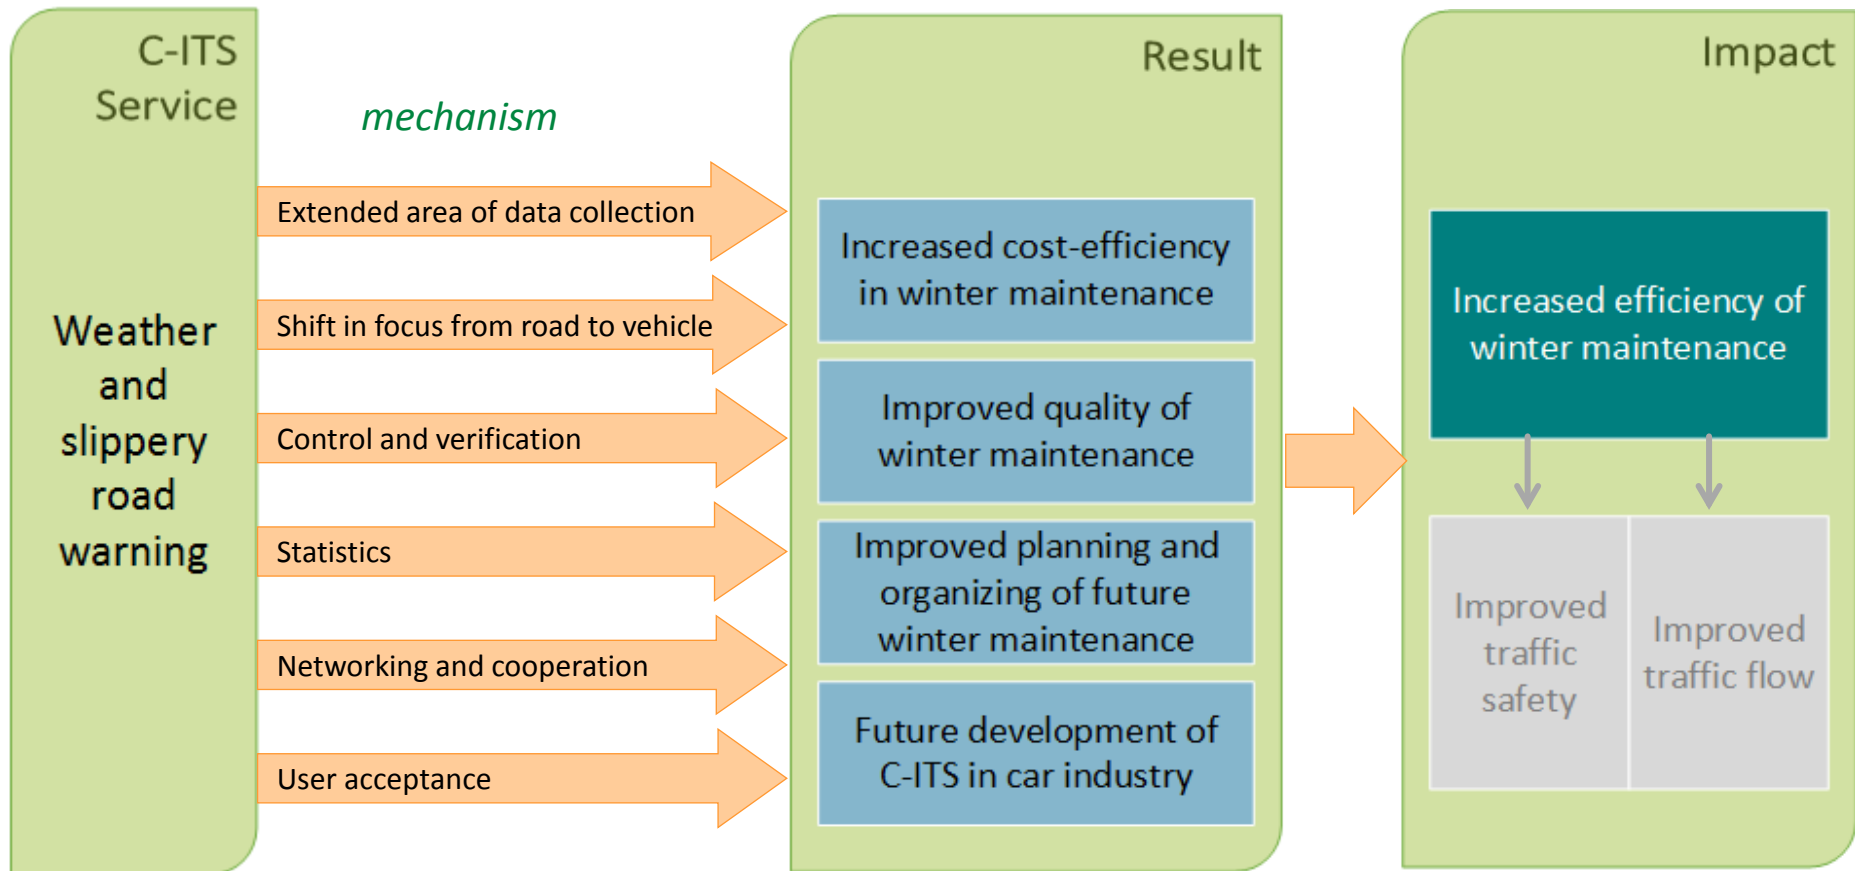 C-ITS
Service
Weather
and
slippery
road
warning
mechanism
Extended area of data collection
Shift in focus from road to vehicle
Control and verification
Statistics
Networking and cooperation
User acceptance
Result
Increased cost-efficiency
in winter maintenance
Improved quality of
winter maintenance
Improved planning and
organizing of future
winter maintenance
Future development of
C-ITS in car industry
Impact
Increased efficiency of
winter maintenance
Improved
traffic
safety
Improved
traffic flow